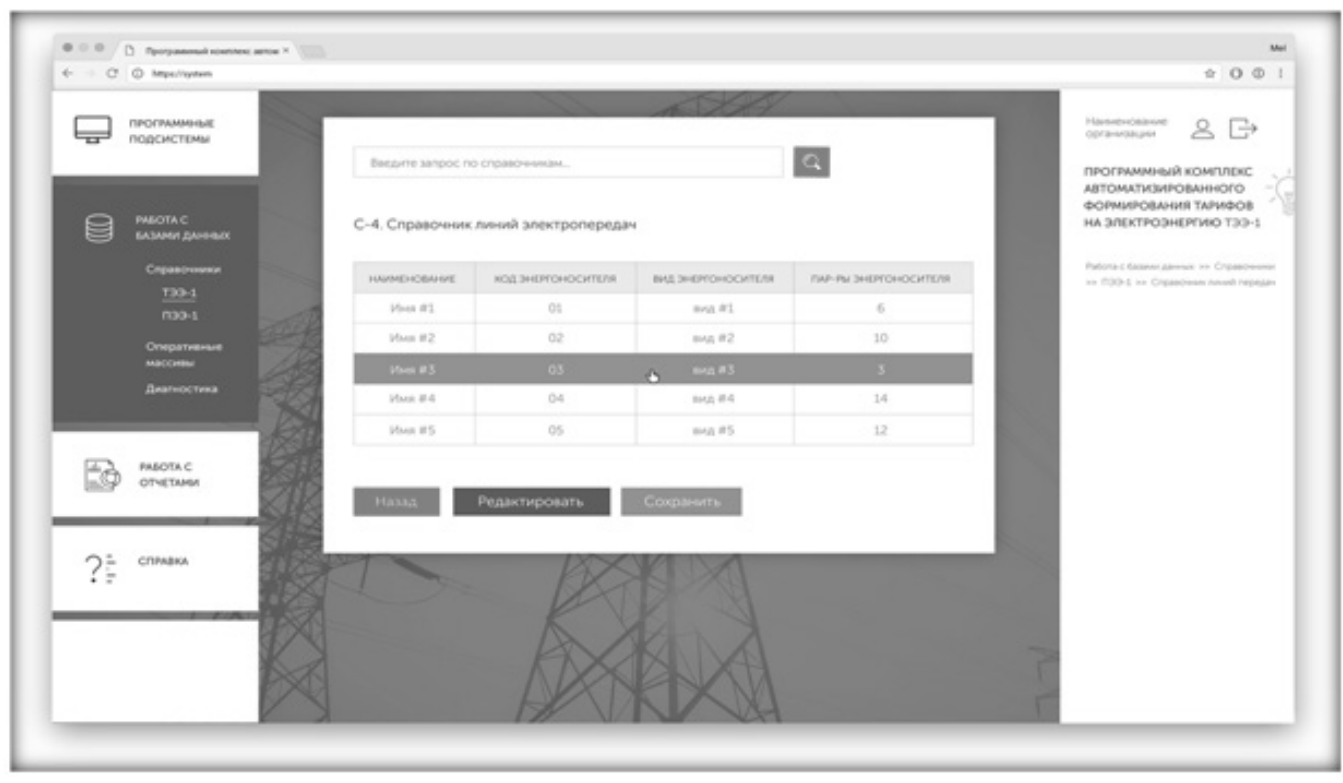 Программный комплекс автом ×
Mei
https://system
ПРОГРАММНЫЕ
ПОДСИСТЕМЫ
РАБОТА С
БАЗАМИ ДАННЫХ
Справочники
ТЭЭ-1
ПЭЭ-1
Оперативные
массивы
Диагностика
РАБОТА С
ОТЧЕТАМИ
СПРАВКА
Введите запрос по справочникам...
С-4. Справочник линий электропередач
НАИМЕНОВАНИЕ КОД ЭНЕРГОНОСИТЕЛЯ ВИД ЭНЕРГОНОСИТЕЛЯ ПАР-РЫ ЭНЕРГОНОСИТЕЛЯ
Имя #1 01 вид #1 6
Имя #2 02 вид #2 10
Имя #3 03 вид #3 3
Имя #4 04 вид #4 14
Имя #5 05 вид #5 12
Назад Редактировать Сохранить
Наименование
организации
ПРОГРАММНЫЙ КОМПЛЕКС
АВТОМАТИЗИРОВАННОГО
ФОРМИРОВАНИЯ ТАРИФОВ
НА ЭЛЕКТРОЭНЕРГИЮ ТЭЭ-1
Работа с базами данных >> Справочники
>> ПЭЭ-1 >> Справочник линий передач